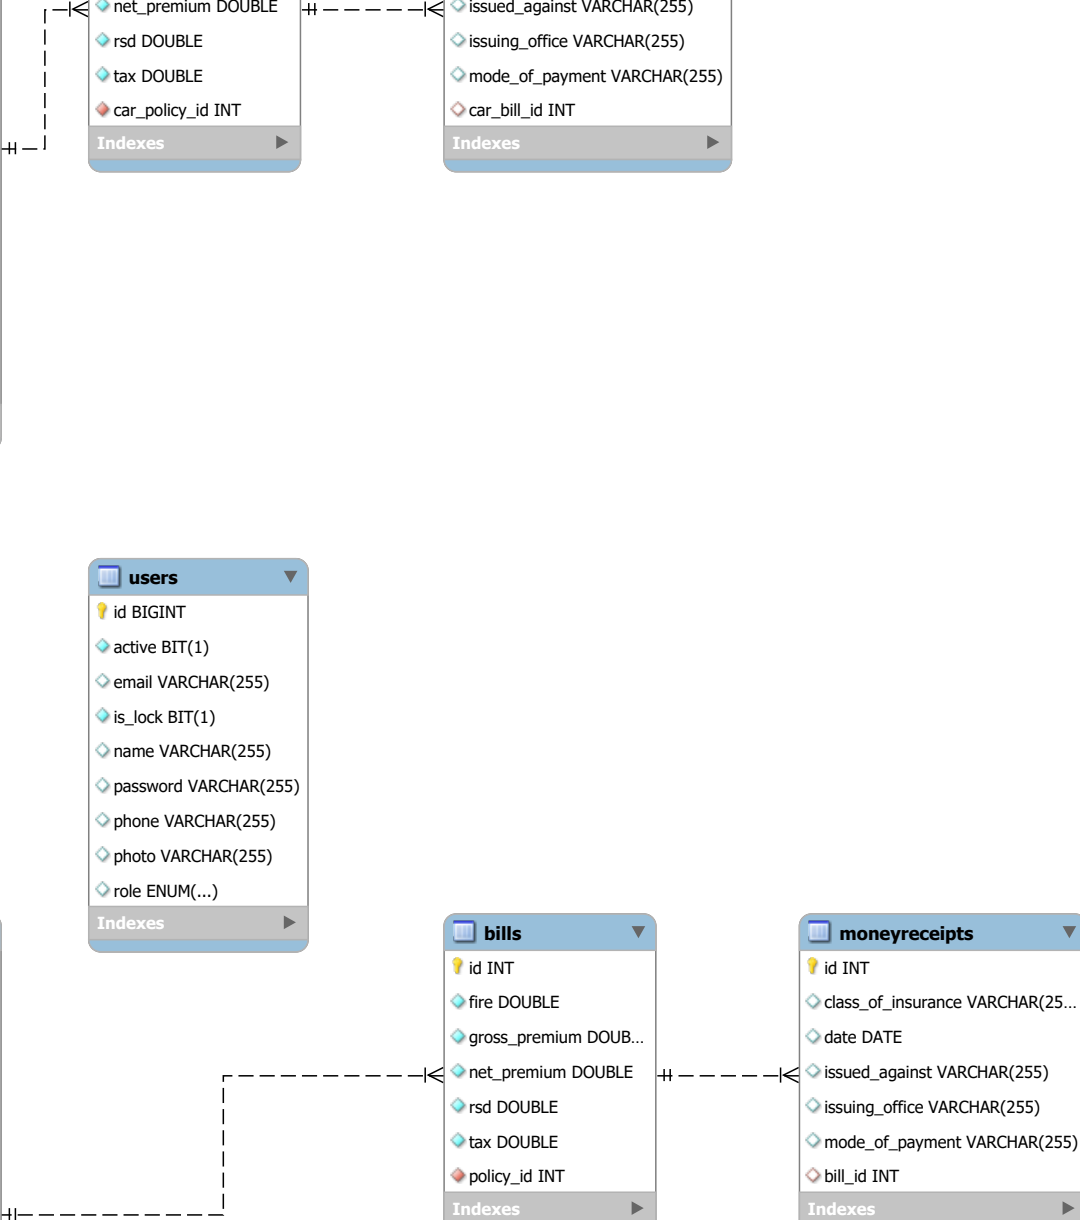 net_premium DOUBLE
rsd DOUBLE
tax DOUBLE
car_policy_id INT
Indexes
issued_against VARCHAR(255)
issuing_office VARCHAR(255)
mode_of_payment VARCHAR(255)
car_bill_id INT
Indexes
users
id BIGINT
active BIT(1)
email VARCHAR(255)
is_lock BIT(1)
name VARCHAR(255)
password VARCHAR(255)
phone VARCHAR(255)
photo VARCHAR(255)
role ENUM(...)
Indexes
bills
id INT
fire DOUBLE
gross_premium DOUB...
net_premium DOUBLE
rsd DOUBLE
tax DOUBLE
policy_id INT
Indexes
moneyreceipts
id INT
class_of_insurance VARCHAR(25...
date DATE
issued_against VARCHAR(255)
issuing_office VARCHAR(255)
mode_of_payment VARCHAR(255)
bill_id INT
Indexes